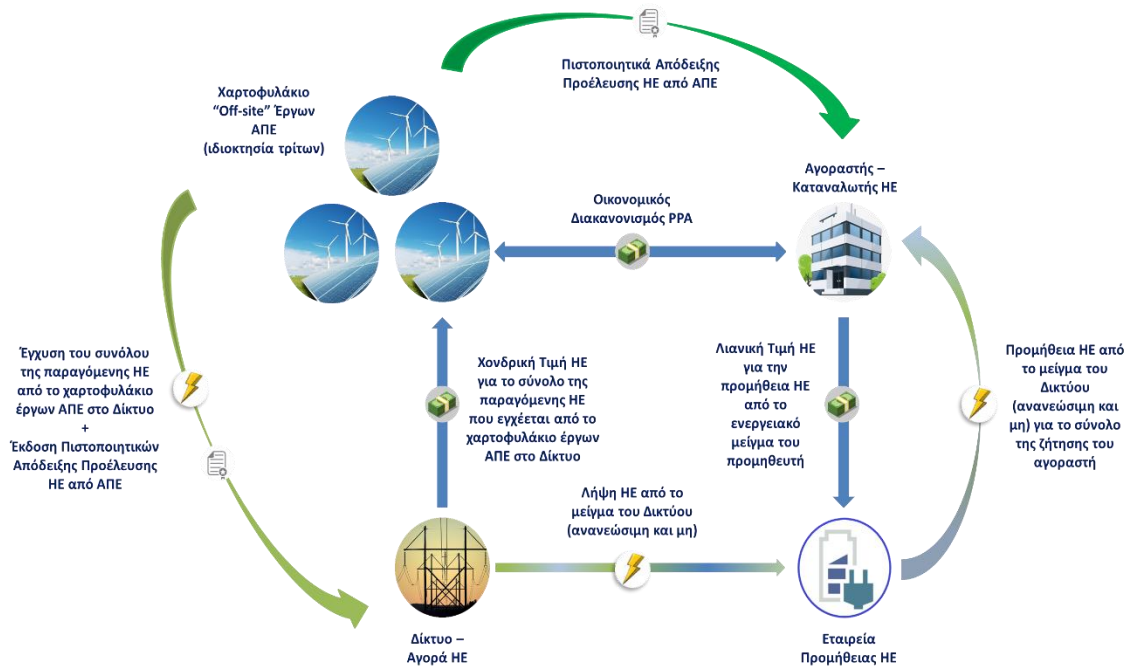 Πιστοποιητικά Απόδειξης
Προέλευσης ΗΕ από ΑΠΕ
Χαρτοφυλάκιο
“Off-site” Έργων
ΑΠΕ
(ιδιοκτησία τρίτων)
Αγοραστής –
Καταναλωτής ΗΕ
Οικονομικός
Διακανονισμός PPA
Έγχυση του συνόλου
της παραγόμενης ΗΕ
από το χαρτοφυλάκιο
έργων ΑΠΕ στο Δίκτυο
+
Έκδοση Πιστοποιητικών
Απόδειξης Προέλευσης
ΗΕ από ΑΠΕ
Χονδρική Τιμή ΗΕ
για το σύνολο της
παραγόμενης ΗΕ
που εγχέεται από το
χαρτοφυλάκιο έργων
ΑΠΕ στο Δίκτυο
Λιανική Τιμή ΗΕ
για την
προμήθεια ΗΕ
από το
ενεργειακό
μείγμα του
προμηθευτή
Προμήθεια ΗΕ από
το μείγμα του
Δικτύου
(ανανεώσιμη και
μη) για το σύνολο
της ζήτησης του
αγοραστή
Λήψη ΗΕ από το
μείγμα του Δικτύου
(ανανεώσιμη και μη)
Δίκτυο –
Αγορά ΗΕ
Εταιρεία
Προμήθειας ΗΕ